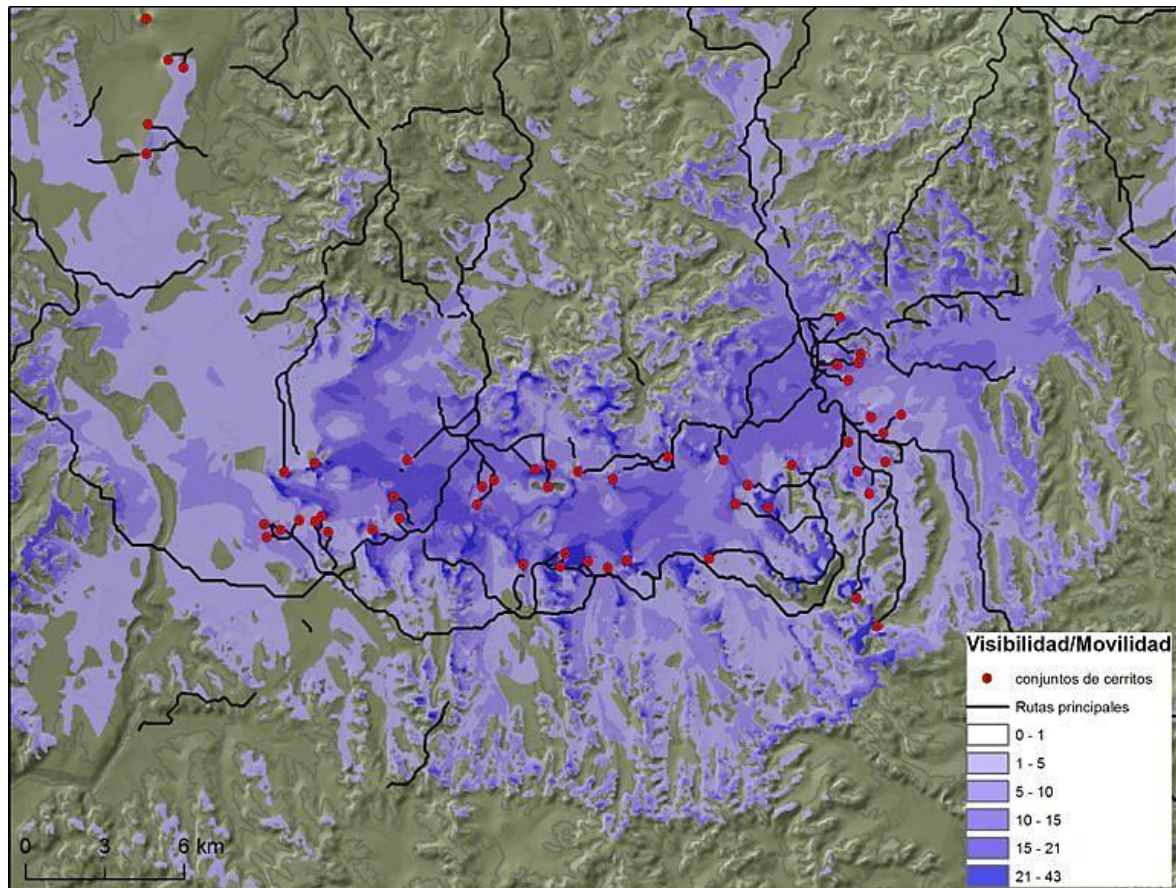 Visibilidad/Movilidad
conjuntos de cerritos
Rutas principales
0 - 1
1 - 5
5 - 10
10 - 15
15 - 21
21 - 43
0 3 6 km